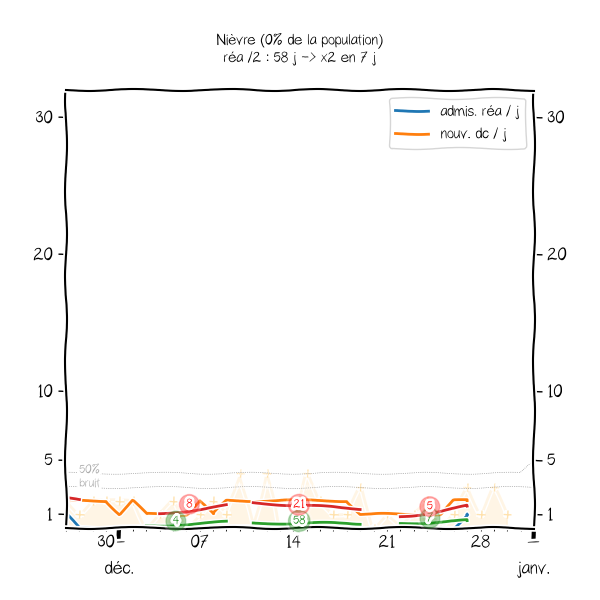 Nièvre (0% de la population)
réa /2 : 58 j -> x2 en 7 j
admis. réa / j
nouv. dc / j
30 30
20 20
10 10
5 5
50%
bruit
8 21 5
4 58 7
1 1
30 07 14 21 28
déc. janv.